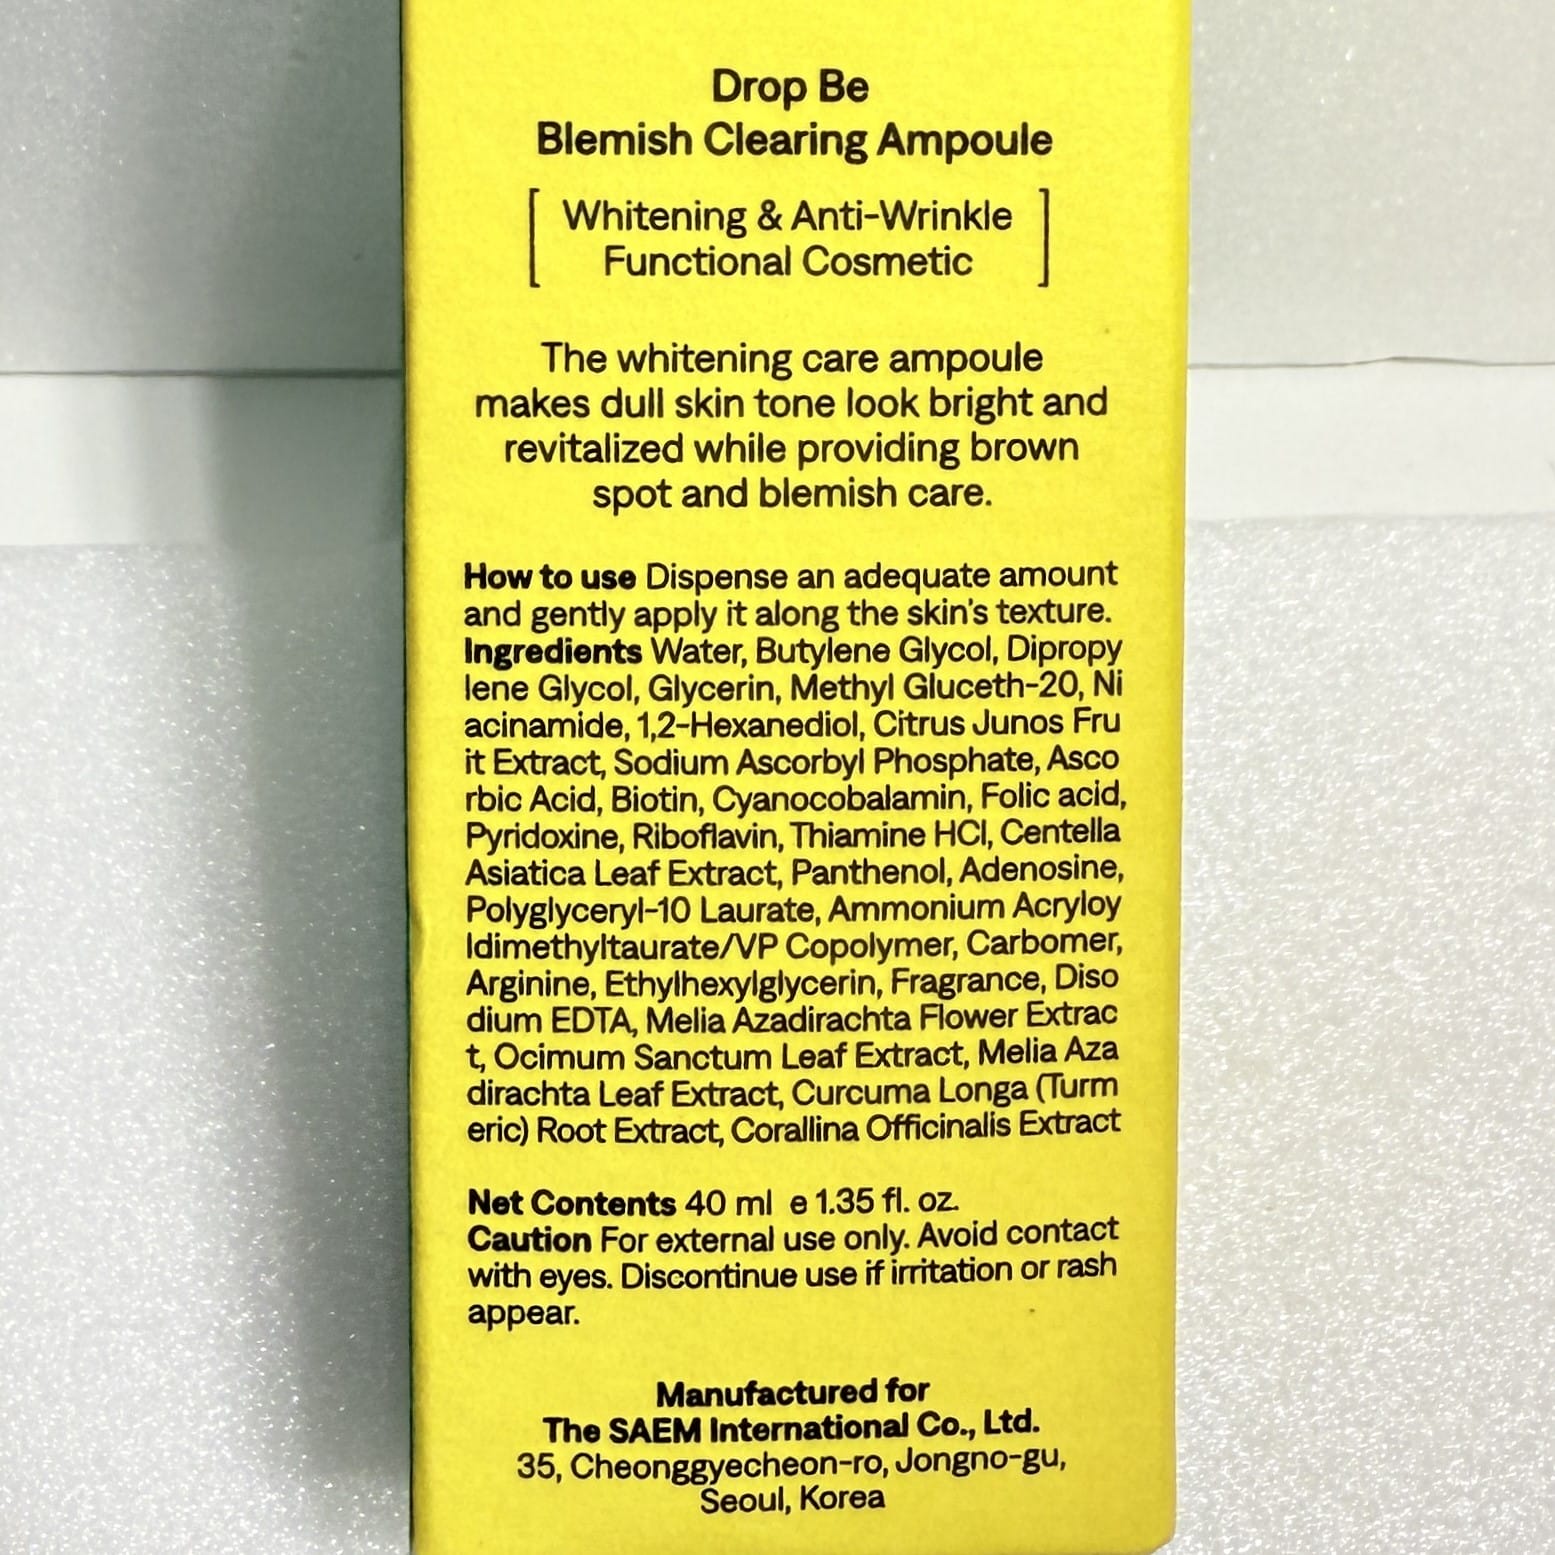 Drop Be
Blemish Clearing Ampoule
[ Whitening & Anti-Wrinkle
Functional Cosmetic ]
The whitening care ampoule
makes dull skin tone look bright and
revitalized while providing brown
spot and blemish care.
How to use Dispense an adequate amount
and gently apply it along the skin's texture.
Ingredients Water, Butylene Glycol, Dipropy
lene Glycol, Glycerin, Methyl Gluceth-20, Ni
acinamide, 1,2-Hexanediol, Citrus Junos Fru
it Extract, Sodium Ascorbyl Phosphate, Asco
rbic Acid, Biotin, Cyanocobalamin, Folic acid,
Pyridoxine, Riboflavin, Thiamine HCl, Centella
Asiatica Leaf Extract, Panthenol, Adenosine,
Polyglyceryl-10 Laurate, Ammonium Acryloy
ldimethyltaurate/VP Copolymer, Carbomer,
Arginine, Ethylhexylglycerin, Fragrance, Diso
dium EDTA, Melia Azadirachta Flower Extrac
t, Ocimum Sanctum Leaf Extract, Melia Aza
dirachta Leaf Extract, Curcuma Longa (Turm
eric) Root Extract, Corallina Officinalis Extract
Net Contents 40 ml e 1.35 fl. oz.
Caution For external use only. Avoid contact
with eyes. Discontinue use if irritation or rash
appear.
Manufactured for
The SAEM International Co., Ltd.
35, Cheonggyecheon-ro, Jongno-gu,
Seoul, Korea